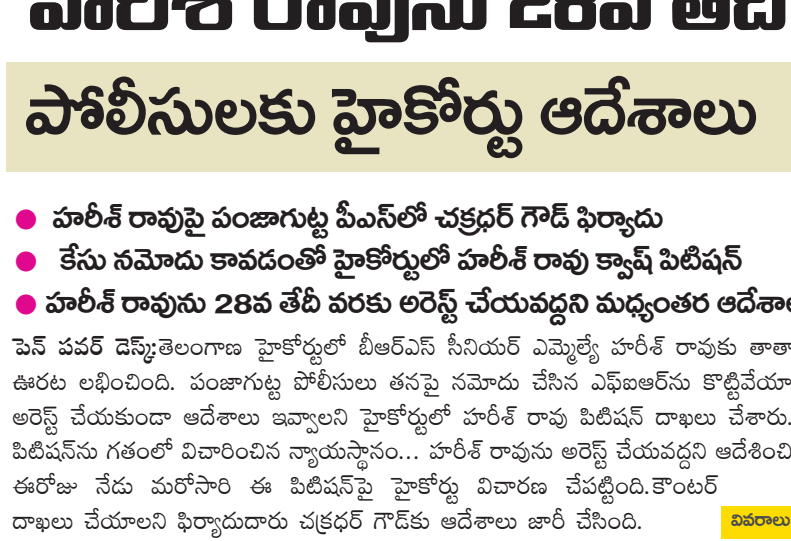 హరీశ్ రావును 28వ తేదీ
పోలీసులకు హైకోర్టు ఆదేశాలు
● హరీశ్ రావుపై పంజాగుట్ట పీఎస్‌లో చక్రధర్ గౌడ్ ఫిర్యాదు
● కేసు నమోదు కావడంతో హైకోర్టులో హరీశ్ రావు క్వాష్ పిటిషన్
● హరీశ్ రావును 28వ తేదీ వరకు అరెస్ట్ చేయవద్దని మధ్యంతర ఆదేశాల
పెన్ పవర్ డెస్క్:తెలంగాణ హైకోర్టులో బీఆర్ఎస్ సీనియర్ ఎమ్మెల్యే హరీశ్ రావుకు తాతా
ఊరట లభించింది. పంజాగుట్ట పోలీసులు తనపై నమోదు చేసిన ఎఫ్ఐఆర్‌ను కొట్టివేయా
అరెస్ట్ చేయకుండా ఆదేశాలు ఇవ్వాలని హైకోర్టులో హరీశ్ రావు పిటిషన్ దాఖలు చేశారు.
పిటిషన్‌ను గతంలో విచారించిన న్యాయస్థానం... హరీశ్ రావును అరెస్ట్ చేయవద్దని ఆదేశించి
ఈరోజు నేడు మరోసారి ఈ పిటిషన్‌పై హైకోర్టు విచారణ చేపట్టింది.కౌంటర్
దాఖలు చేయాలని ఫిర్యాదుదారు చక్రధర్ గౌడ్‌కు ఆదేశాలు జారీ చేసింది.
వివరాలు